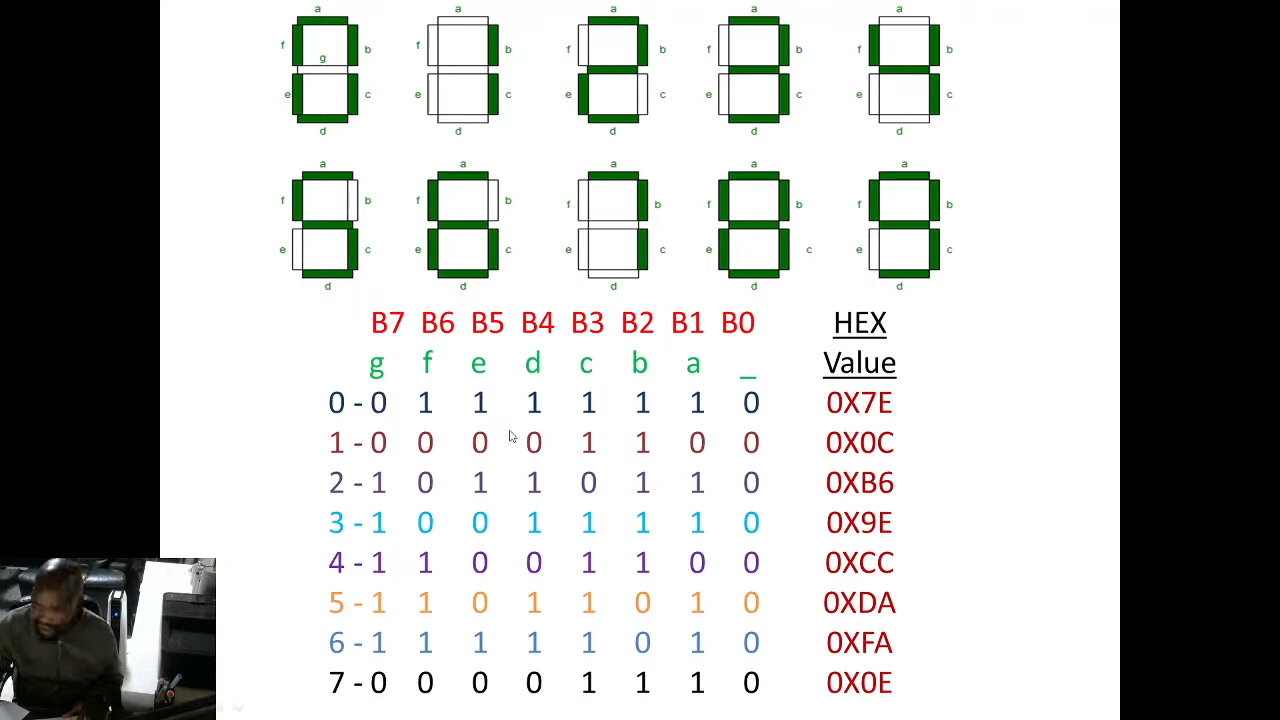 a a a a a
f g b f b f b f b f b
e c e c e c e c e c
d d d d d
a a a a a
f b f b f b f b f b
e c e c e c e c e c
d d d d d
B7 B6 B5 B4 B3 B2 B1 B0 HEX
g f e d c b a _ Value
0 - 0 1 1 1 1 1 1 0 0X7E
1 - 0 0 0 0 1 1 0 0 0X0C
2 - 1 0 1 1 0 1 1 0 0XB6
3 - 1 0 0 1 1 1 1 0 0X9E
4 - 1 1 0 0 1 1 0 0 0XCC
5 - 1 1 0 1 1 0 1 0 0XDA
6 - 1 1 1 1 1 0 1 0 0XFA
7 - 0 0 0 0 1 1 1 0 0X0E